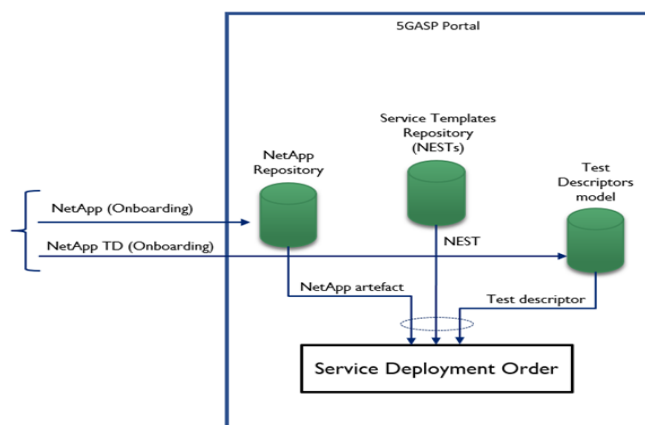 5GASP Portal
Service Templates
Repository
(NESTs)
NetApp
Repository
Test
Descriptors
model
NetApp (Onboarding)
NetApp TD (Onboarding)
NEST
NetApp artefact
Test descriptor
Service Deployment Order